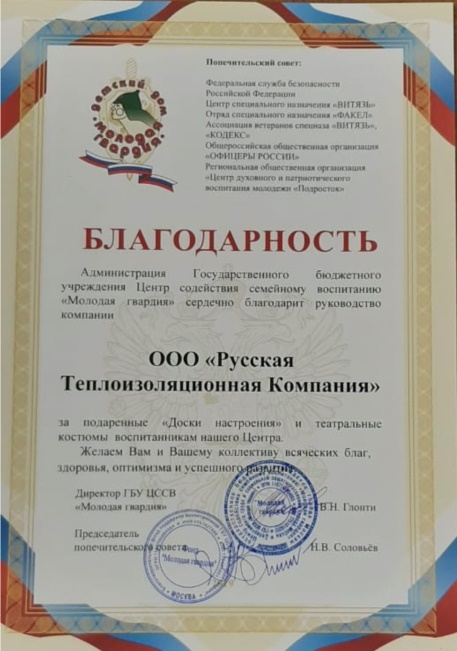 детский дом
«МОЛОДАЯ
ГВАРДИЯ»
Попечительский совет:
Федеральная служба безопасности
Российской Федерации
Центр специального назначения «ВИТЯЗЬ»
Отряд специального назначения «ФАКЕЛ»
Ассоциация ветеранов спецназа «ВИТЯЗЬ»,
«КОДЕКС»
Общероссийская общественная организация
«ОФИЦЕРЫ РОССИИ»
Региональная общественная организация
«Центр духовного и патриотического
воспитания молодежи «Подросток»
БЛАГОДАРНОСТЬ
Администрация Государственного бюджетного
учреждения Центр содействия семейному воспитанию
«Молодая гвардия» сердечно благодарит руководство
компании
ООО «Русская
Теплоизоляционная Компания»
за подаренные «Доски настроения» и театральные
костюмы воспитанникам нашего Центра.
Желаем Вам и Вашему коллективу всяческих благ,
здоровья, оптимизма и успешного развития.
Директор ГБУ ЦССВ
«Молодая гвардия»
В.Н. Глонти
Председатель
попечительского совета
Н.В. Соловьёв
Фонд
"Молодая гвардия"
МОСКВА